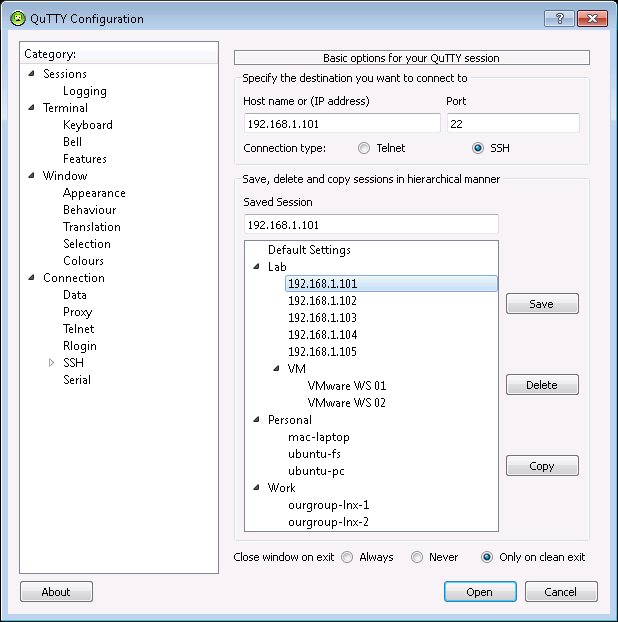 QuTTY Configuration
Category:
Sessions
Logging
Terminal
Keyboard
Bell
Features
Window
Appearance
Behaviour
Translation
Selection
Colours
Connection
Data
Proxy
Telnet
Rlogin
SSH
Serial
Basic options for your QuTTY session
Specify the destination you want to connect to
Host name or (IP address) Port
192.168.1.101 22
Connection type: Telnet SSH
Save, delete and copy sessions in hierarchical manner
Saved Session
192.168.1.101
Default Settings
Lab
192.168.1.101
192.168.1.102
192.168.1.103
192.168.1.104
192.168.1.105
VM
VMware WS 01
VMware WS 02
Personal
mac-laptop
ubuntu-fs
ubuntu-pc
Work
ourgroup-lnx-1
ourgroup-lnx-2
Save
Delete
Copy
Close window on exit Always Never Only on clean exit
About Open Cancel